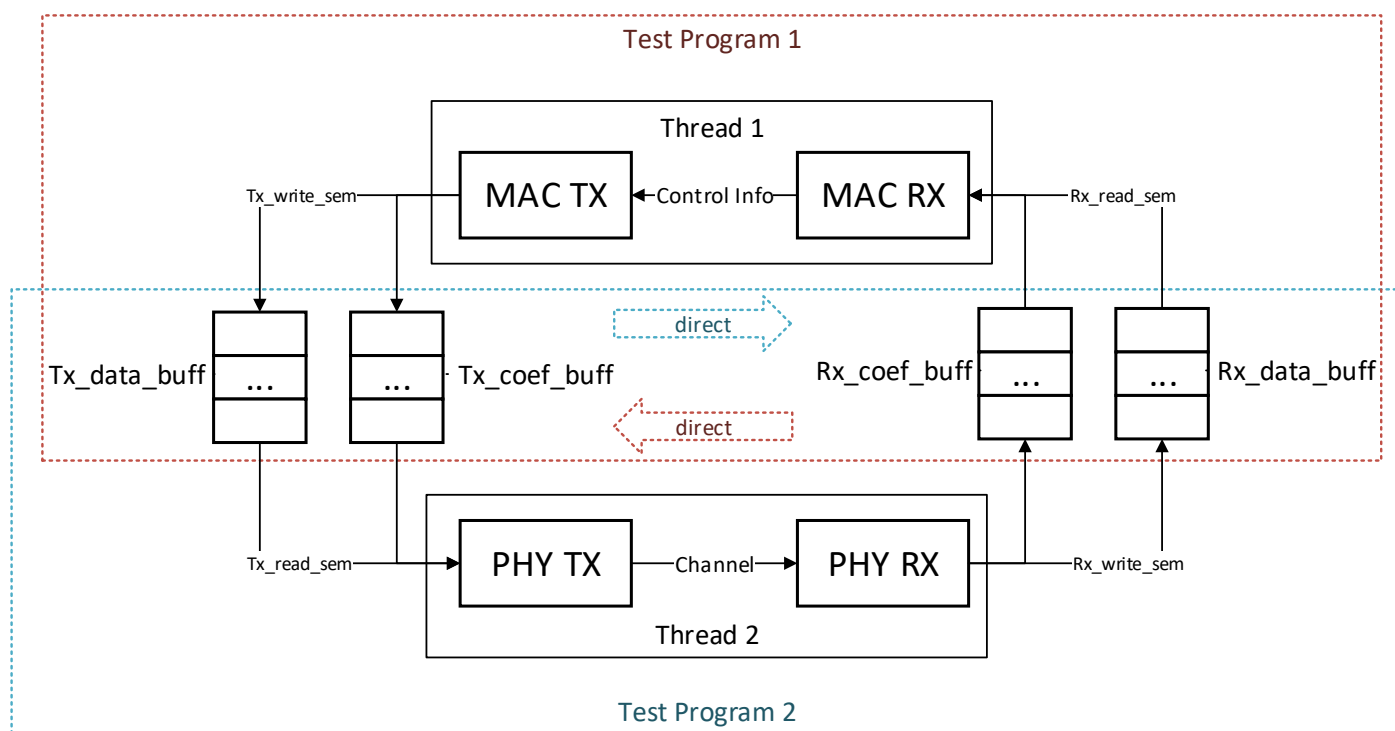 Test Program 1
Thread 1
MAC TX
Control Info
MAC RX
Tx_write_sem
Rx_read_sem
direct
Tx_data_buff
...
...
Tx_coef_buff
Rx_coef_buff
...
...
Rx_data_buff
direct
Tx_read_sem
PHY TX
Channel
PHY RX
Rx_write_sem
Thread 2
Test Program 2